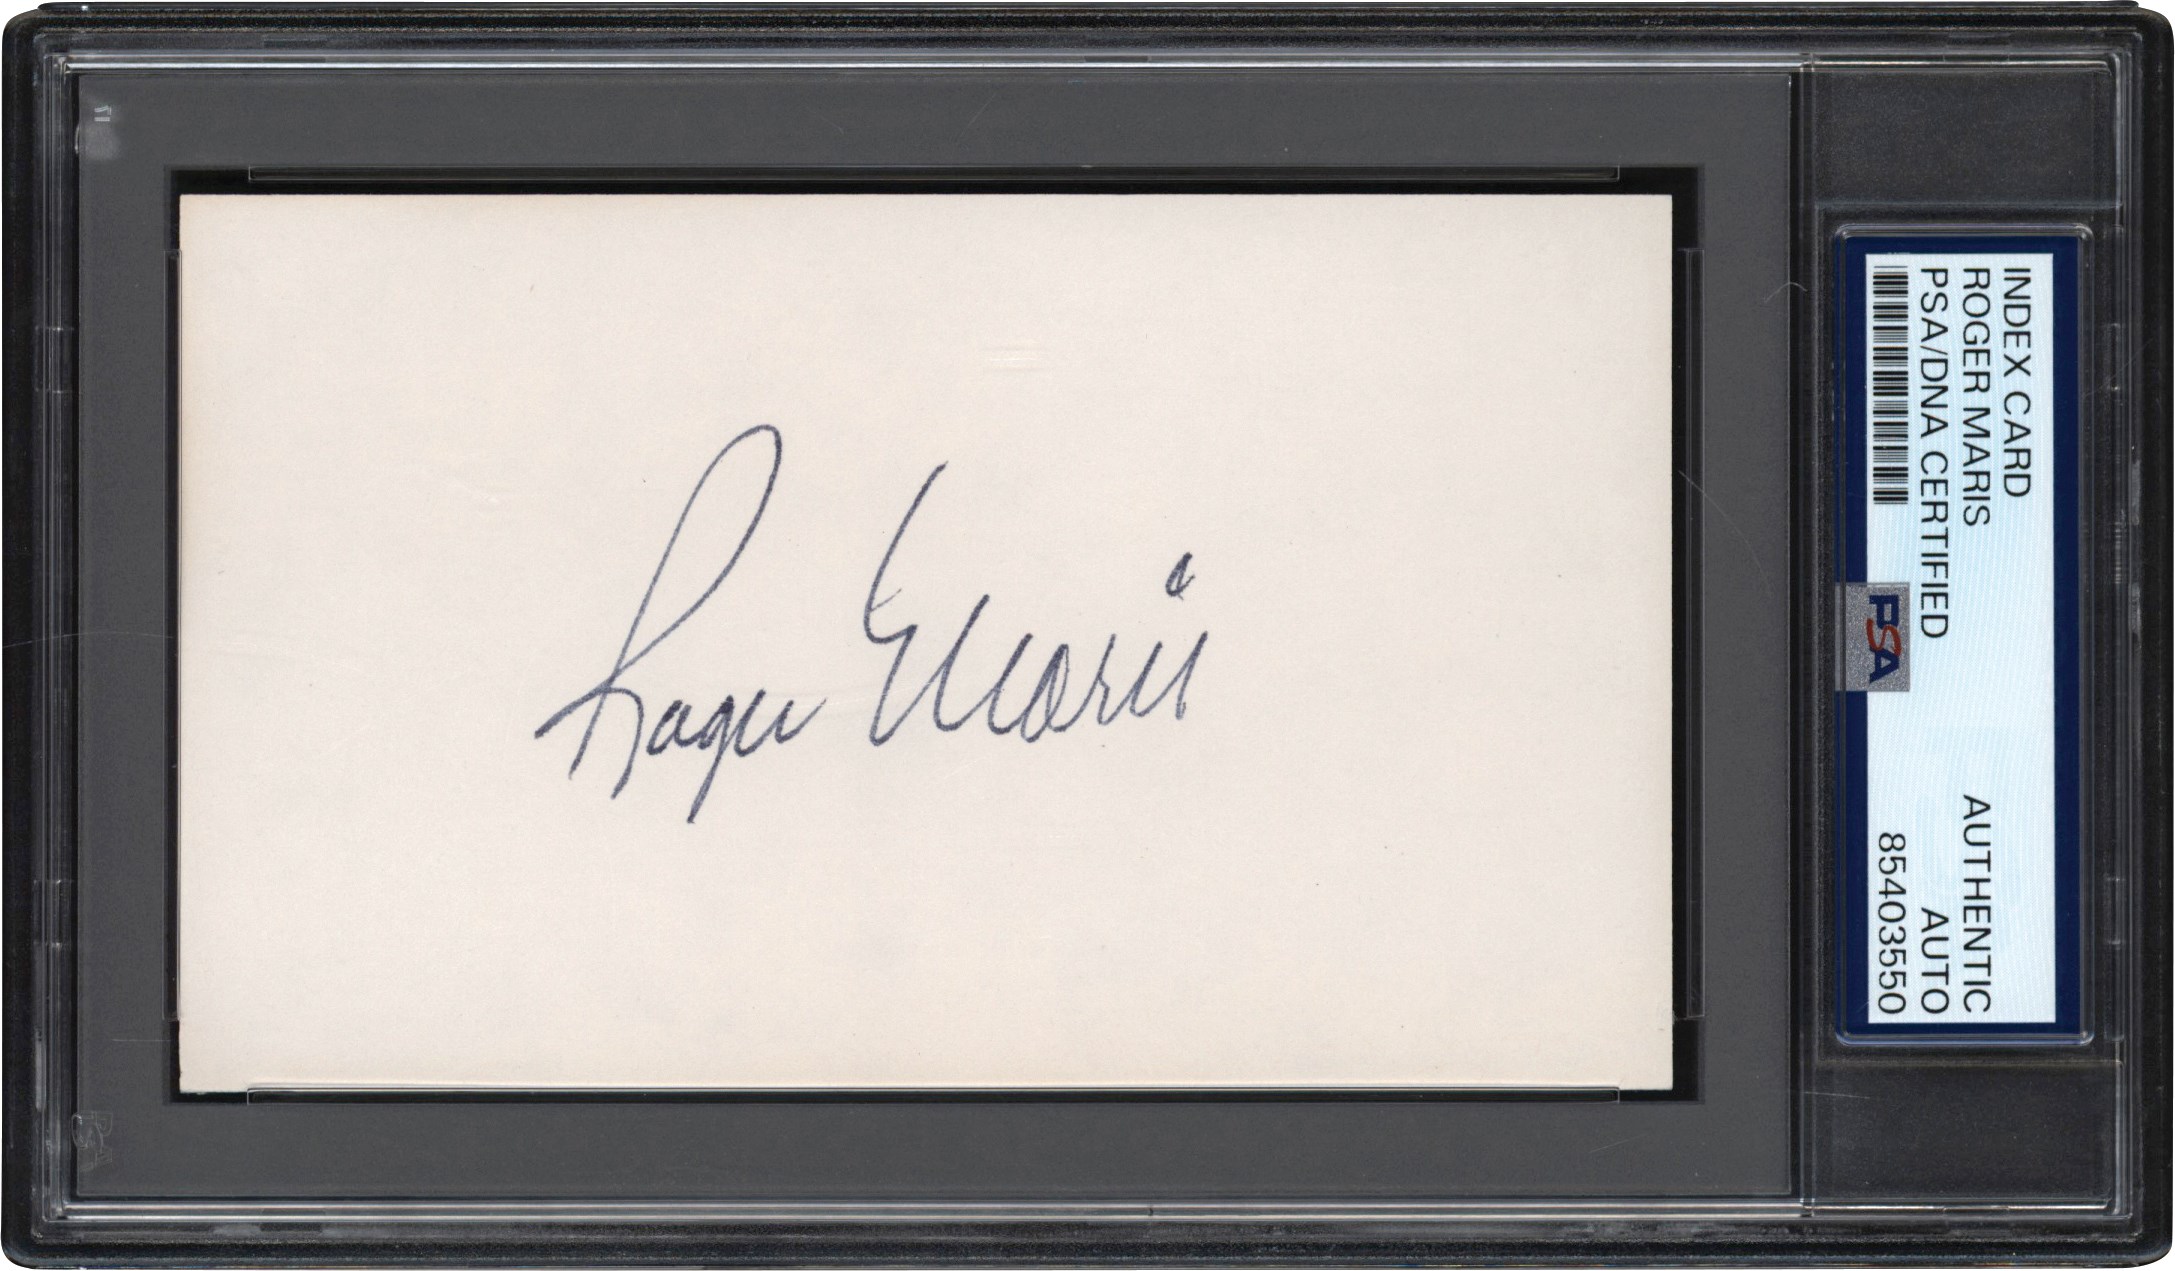 Roger Maris
INDEX CARD
ROGER MARIS AUTHENTIC
PSA/DNA CERTIFIED AUTO
85403550
PSA